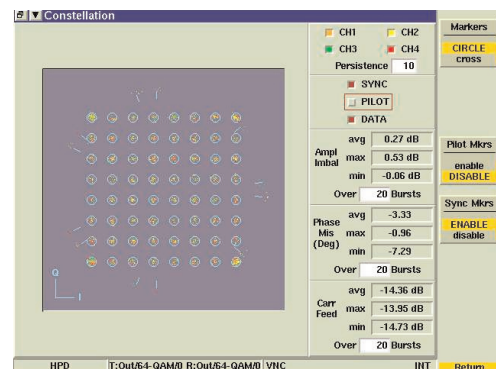 Constellation
CH1 CH2
CH3 CH4
Persistence 10
SYNC
PILOT
DATA
Ampl Imbal
avg 0.27 dB
max 0.53 dB
min -0.06 dB
Over 20 Bursts
Phase Mis (Deg)
avg -3.33
max -0.96
min -7.29
Over 20 Bursts
Carr Feed
avg -14.36 dB
max -13.95 dB
min -14.73 dB
Over 20 Bursts
Q
I
Markers
CIRCLE
cross
Pilot Mkrs
enable
DISABLE
Sync Mkrs
ENABLE
disable
HPD T:Out/64-QAM/0 R:Out/64-QAM/0 VNC INT Return